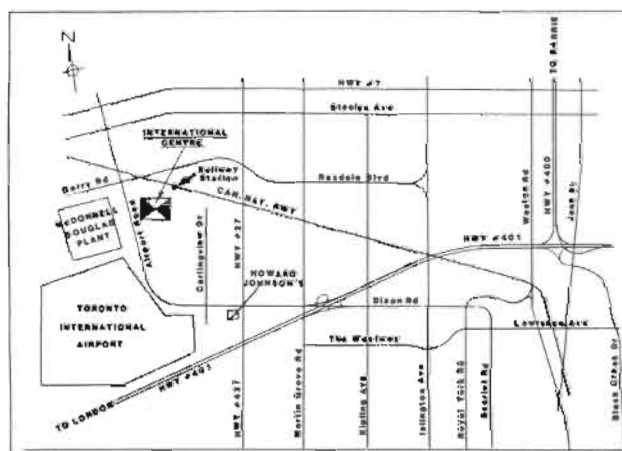 N
HWY #7
Steeles Ave
TO BARRIE
INTERNATIONAL
CENTRE
Railway
Station
Derry Rd
Rexdale Blvd
McDONNELL
DOUGLAS
PLANT
Airport Road
CAN. NAT. RWY
Carlingview Dr
HWY #27
Weston Rd
HWY #400
Jane St
HWY #401
HOWARD
JOHNSON'S
Dixon Rd
TORONTO
INTERNATIONAL
AIRPORT
The Westway
Lawrence Ave
HWY #401
TO LONDON
HWY #427
Martin Grove Rd
Kipling AVE
Islington Ave
Royal York Rd
Scarlet Rd
Black Creek Dr